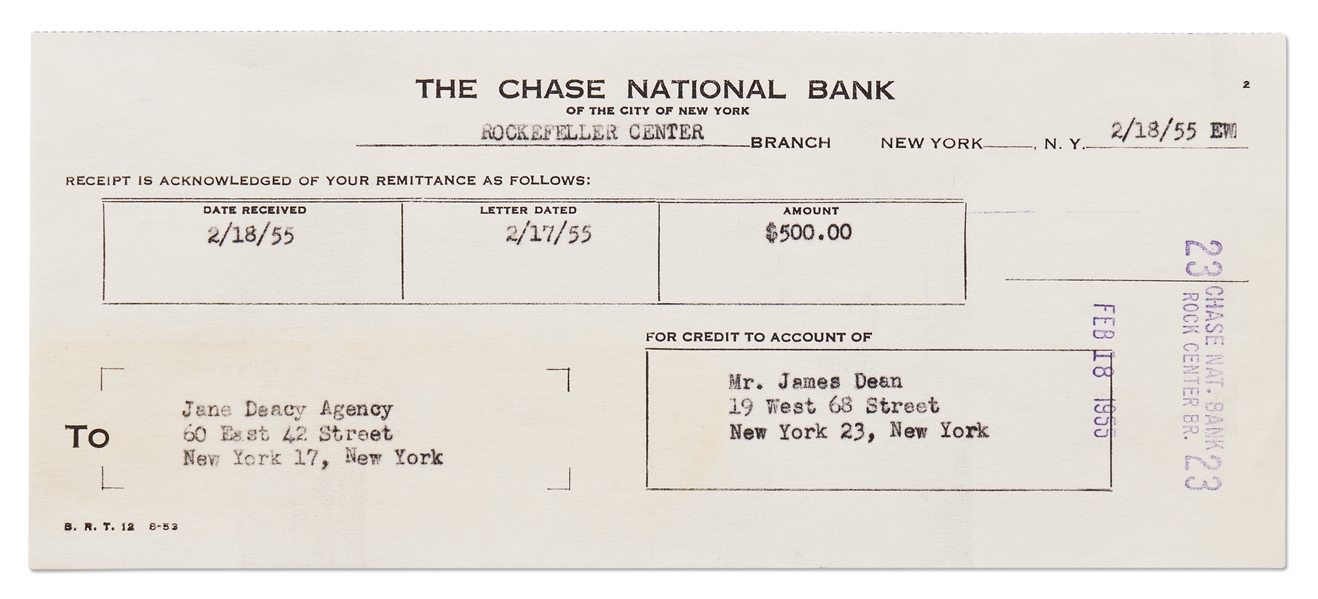 2
THE CHASE NATIONAL BANK
OF THE CITY OF NEW YORK
ROCKEFELLER CENTER BRANCH NEW YORK , N. Y. 2/18/55 EW
RECEIPT IS ACKNOWLEDGED OF YOUR REMITTANCE AS FOLLOWS:
DATE RECEIVED LETTER DATED AMOUNT
2/18/55 2/17/55 $500.00
FOR CREDIT TO ACCOUNT OF
Mr. James Dean
19 West 68 Street
New York 23, New York
To
Jane Deacy Agency
60 East 42 Street
New York 17, New York
B. R. T. 12 8-53
FEB 18 1955
23 CHASE NAT. BANK 23
ROCK CENTER BR.